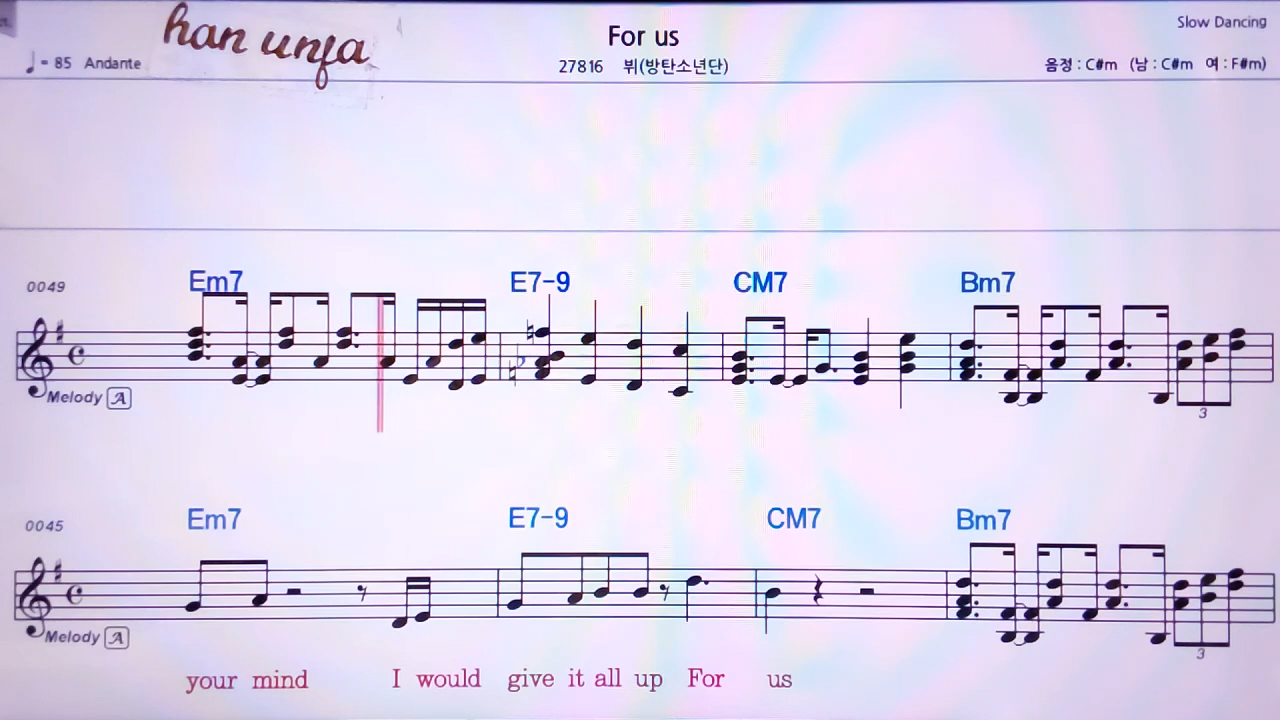 han unja
For us
Slow Dancing
♩= 85 Andante
27816 뷔(방탄소년단)
음정 : C#m (남 : C#m 여 : F#m)
0049
Em7 E7-9 CM7 Bm7
Melody A
3
0045
Em7 E7-9 CM7 Bm7
Melody A
3
your mind I would give it all up For us